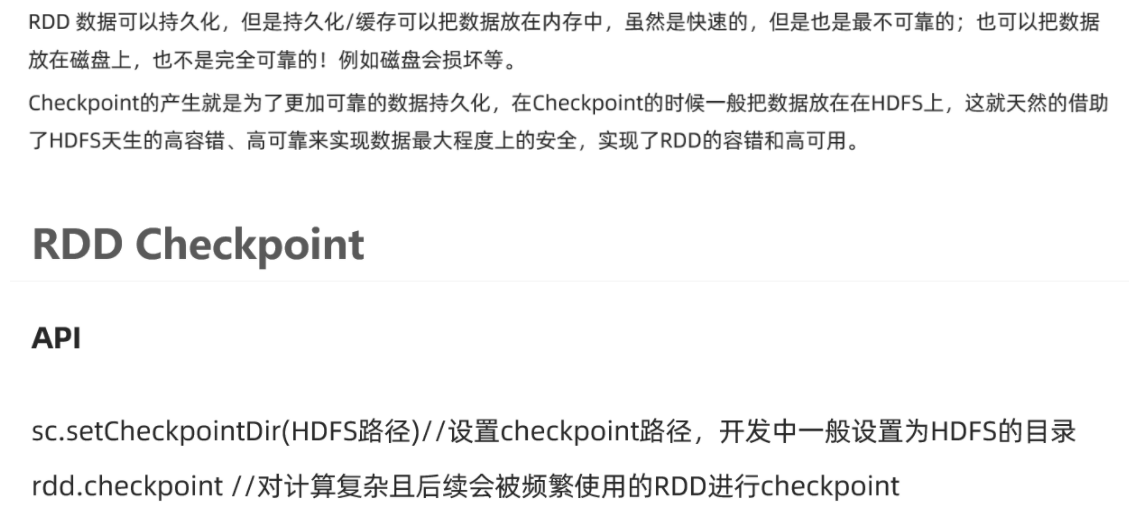 RDD 数据可以持久化，但是持久化/缓存可以把数据放在内存中，虽然是快速的，但是也是最不可靠的；也可以把数据
放在磁盘上，也不是完全可靠的！例如磁盘会损坏等。
Checkpoint的产生就是为了更加可靠的数据持久化，在Checkpoint的时候一般把数据放在在HDFS上，这就天然的借助
了HDFS天生的高容错、高可靠来实现数据最大程度上的安全，实现了RDD的容错和高可用。
RDD Checkpoint
API
sc.setCheckpointDir(HDFS路径)//设置checkpoint路径，开发中一般设置为HDFS的目录
rdd.checkpoint //对计算复杂且后续会被频繁使用的RDD进行checkpoint